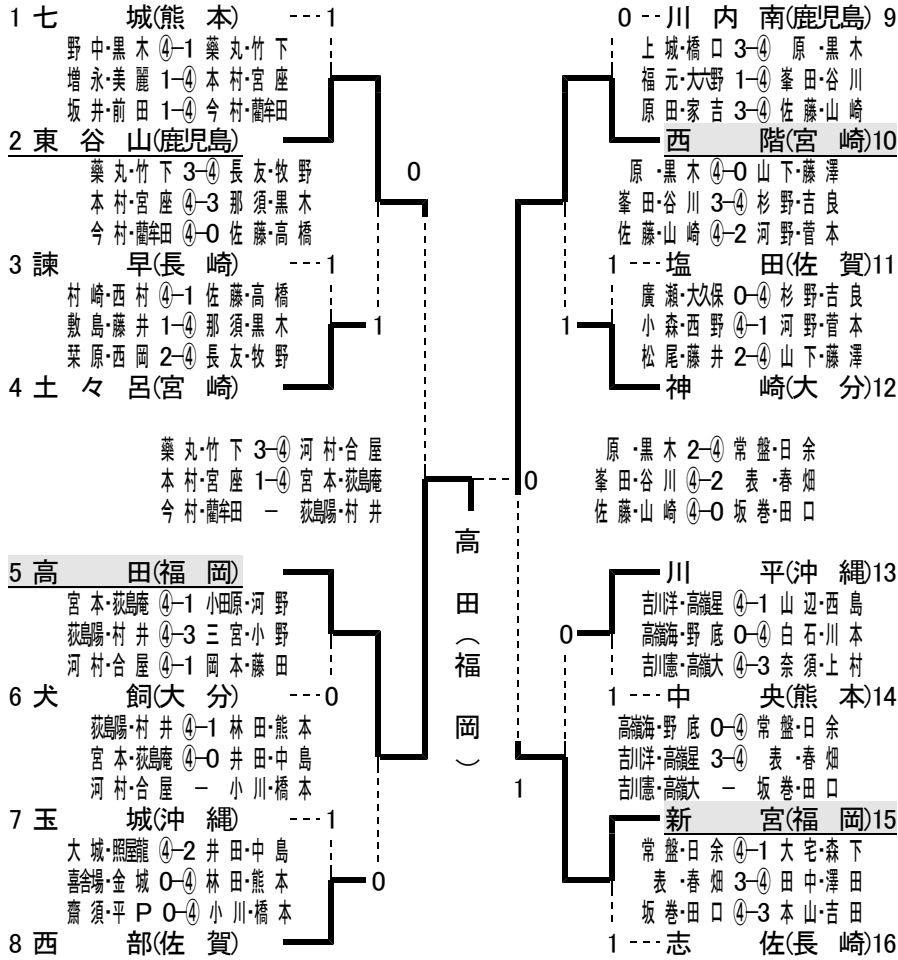 1 七 城(熊 本) 1
野 中・黒 木 ④−1 藥 丸・竹 下
増 永・美 麗 1−④ 本 村・宮 座
坂 井・前 田 1−④ 今 村・藺牟田
2 東 谷 山(鹿児島)
藥 丸・竹 下 3−④ 長 友・牧 野
本 村・宮 座 ④−3 那 須・黒 木
今 村・藺牟田 ④−0 佐 藤・高 橋
0
3 諫 早(長 崎) 1
村 崎・西 村 ④−1 佐 藤・高 橋
敷 島・藤 井 1−④ 那 須・黒 木
菜 原・西 岡 2−④ 長 友・牧 野
1
4 土 々 呂(宮 崎)
藥 丸・竹 下 3−④ 河 村・合 屋
本 村・宮 座 1−④ 宮 本・荻島庵
今 村・藺牟田 − 荻島陽・村 井
5 高 田(福 岡)
宮 本・荻島庵 ④−1 小田原・河 野
荻島陽・村 井 ④−3 三 宮・小 野
河 村・合 屋 ④−1 岡 本・藤 田
6 犬 飼(大 分) 0
荻島陽・村 井 ④−1 林 田・熊 本
宮 本・荻島庵 ④−0 井 田・中 島
河 村・合 屋 − 小 川・橋 本
7 玉 城(沖 縄) 1
大 城・照屋龍 ④−2 井 田・中 島
喜舎場・金 城 0−④ 林 田・熊 本
齋 須・平 P 0−④ 小 川・橋 本
0
8 西 部(佐 賀)
高田(福岡)
0 川 内 南(鹿児島) 9
上 城・橋 口 3−④ 原 ・黒 木
福 元・大六野 1−④ 峯 田・谷 川
原 田・家 吉 3−④ 佐 藤・山 崎
西 階(宮 崎)10
原 ・黒 木 ④−0 山 下・藤 澤
峯 田・谷 川 3−④ 杉 野・吉 良
佐 藤・山 崎 ④−2 河 野・菅 本
1 塩 田(佐 賀)11
廣 瀬・大久保 0−④ 杉 野・吉 良
小 森・西 野 ④−1 河 野・菅 本
松 尾・藤 井 2−④ 山 下・藤 澤
1
神 崎(大 分)12
原 ・黒 木 2−④ 常 盤・日 余
峯 田・谷 川 ④−2 表 ・春 畑
佐 藤・山 崎 ④−0 坂 巻・田 口
0
川 平(沖 縄)13
吉川洋・高嶺星 ④−1 山 辺・西 島
高嶺海・野 底 0−④ 白 石・川 本
吉川憲・高嶺大 ④−3 奈 須・上 村
0
1 中 央(熊 本)14
高嶺海・野 底 0−④ 常 盤・日 余
吉川洋・高嶺星 3−④ 表 ・春 畑
吉川憲・高嶺大 − 坂 巻・田 口
1
新 宮(福 岡)15
常 盤・日 余 ④−1 大 宅・森 下
表 ・春 畑 3−④ 田 中・澤 田
坂 巻・田 口 ④−3 本 山・吉 田
1 志 佐(長 崎)16